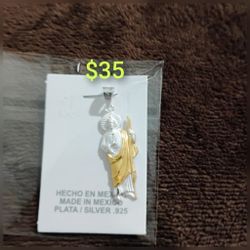 $35
HECHO EN MEXICO
MADE IN MEXICO
PLATA / SILVER .925